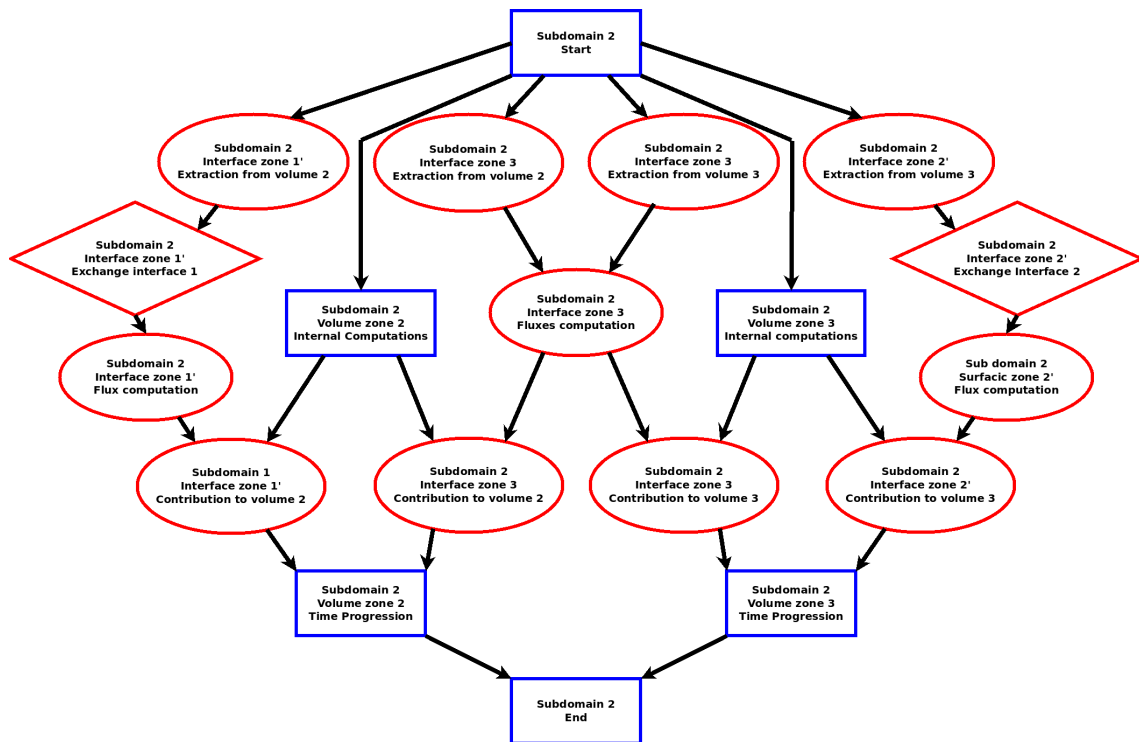 Subdomain 2
Start
Subdomain 2
Interface zone 1'
Extraction from volume 2
Subdomain 2
Interface zone 3
Extraction from volume 2
Subdomain 2
Interface zone 3
Extraction from volume 3
Subdomain 2
Interface zone 2'
Extraction from volume 3
Subdomain 2
Interface zone 1'
Exchange interface 1
Subdomain 2
Interface zone 2'
Exchange Interface 2
Subdomain 2
Volume zone 2
Internal Computations
Subdomain 2
Interface zone 3
Fluxes computation
Subdomain 2
Volume zone 3
Internal computations
Subdomain 2
Interface zone 1'
Flux computation
Sub domain 2
Surfacic zone 2'
Flux computation
Subdomain 1
Interface zone 1'
Contribution to volume 2
Subdomain 2
Interface zone 3
Contribution to volume 2
Subdomain 2
Interface zone 3
Contribution to volume 3
Subdomain 2
Interface zone 2'
Contribution to volume 3
Subdomain 2
Volume zone 2
Time Progression
Subdomain 2
Volume zone 3
Time Progression
Subdomain 2
End